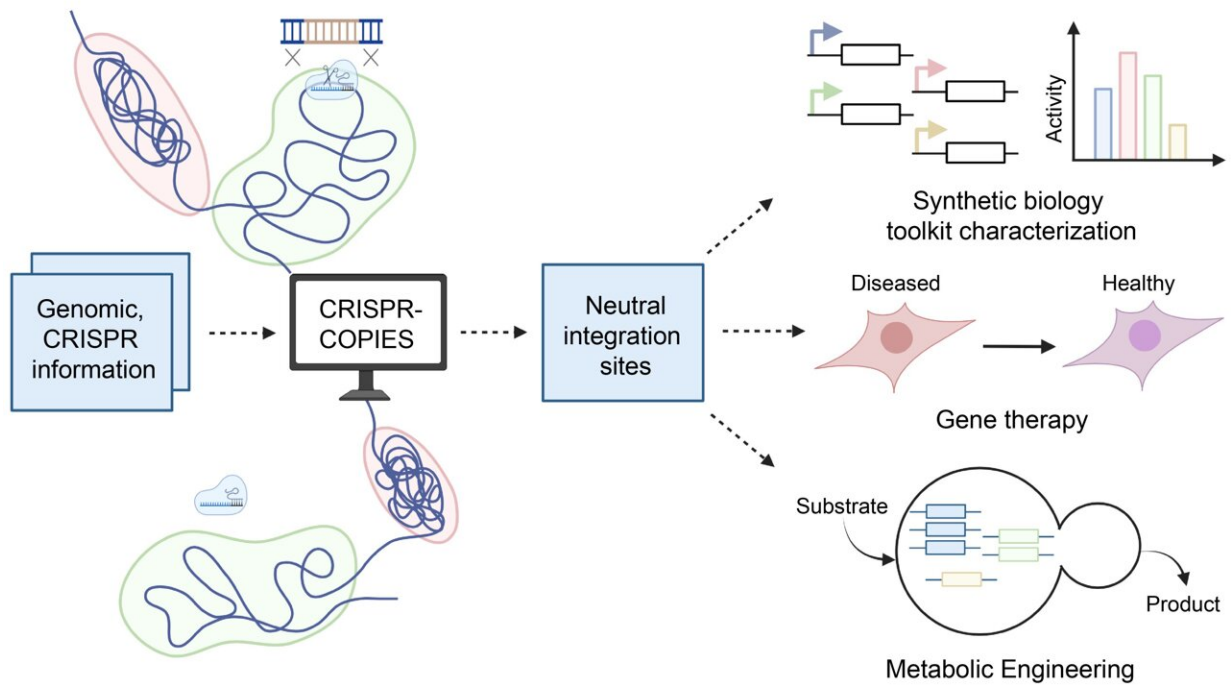 Genomic,
CRISPR
information
CRISPR-
COPIES
Neutral
integration
sites
Activity
Synthetic biology
toolkit characterization
Diseased
Healthy
Gene therapy
Substrate
Product
Metabolic Engineering